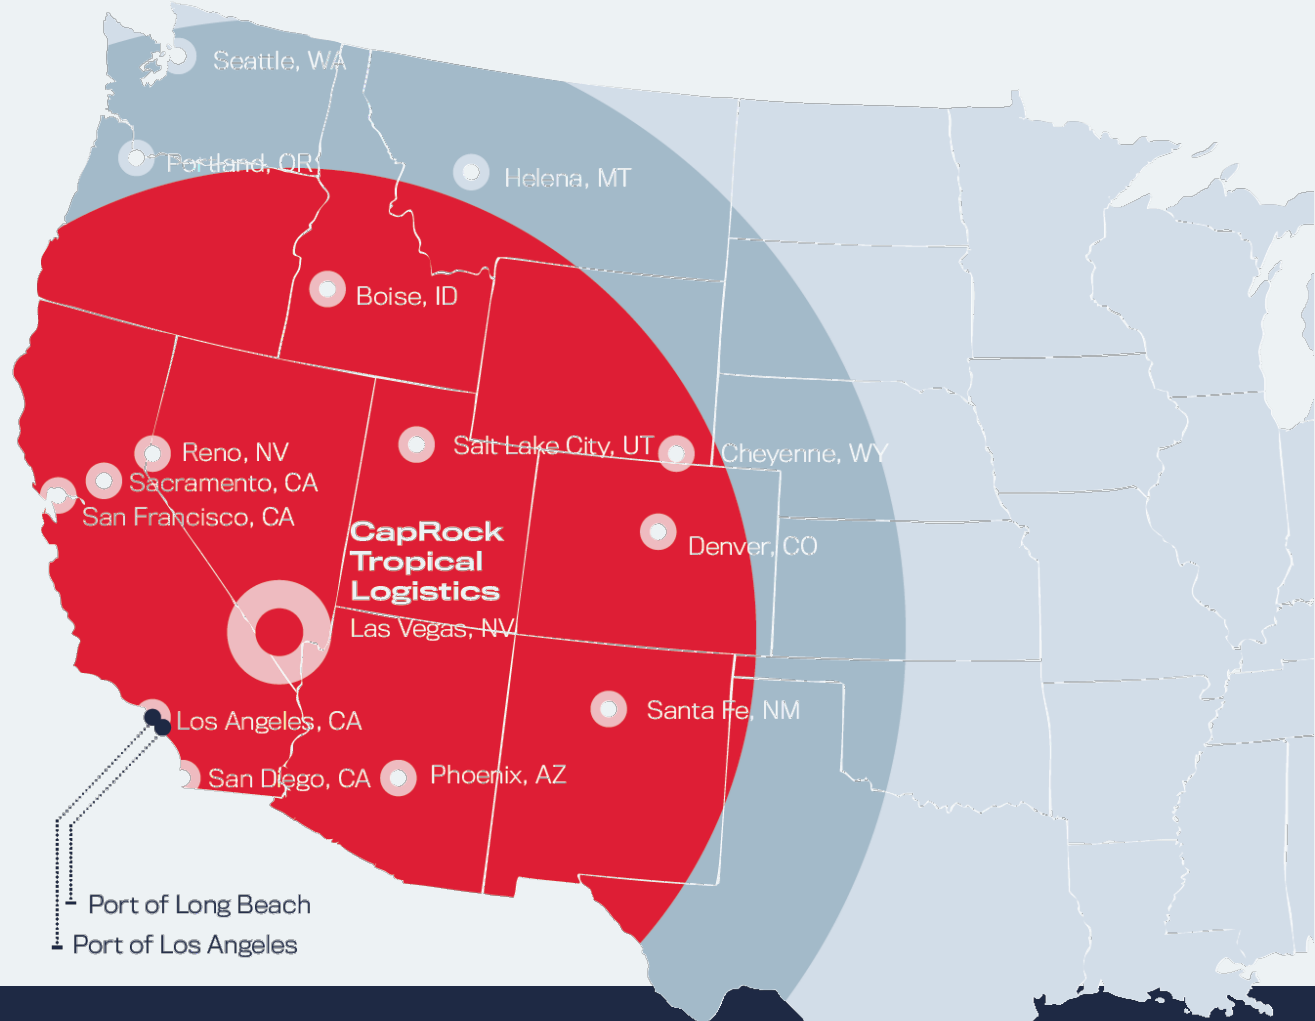 Seattle, WA
Portland, OR
Helena, MT
Boise, ID
Reno, NV
Salt Lake City, UT
Cheyenne, WY
Sacramento, CA
San Francisco, CA
CapRock
Tropical
Logistics
Las Vegas, NV
Denver, CO
Santa Fe, NM
Los Angeles, CA
San Diego, CA
Phoenix, AZ
Port of Long Beach
Port of Los Angeles